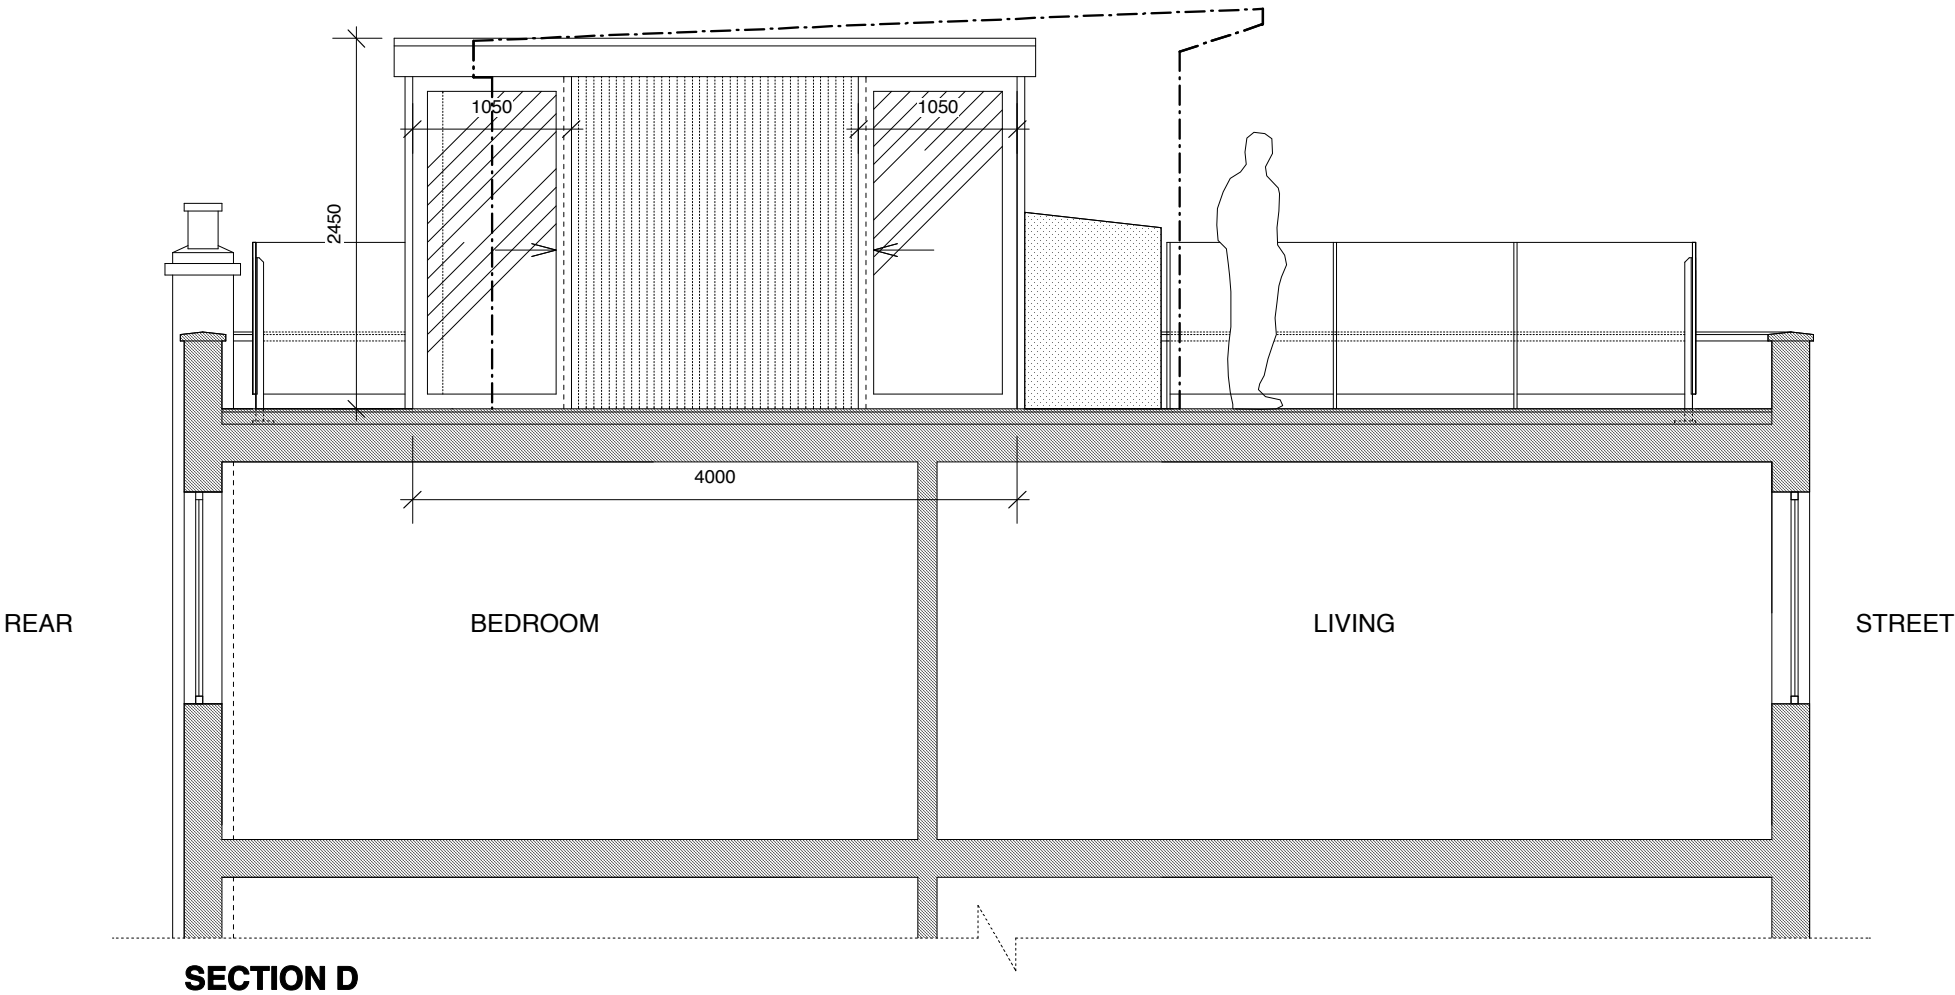 1050
1050
2450
4000
REAR
BEDROOM
LIVING
STREET
SECTION D